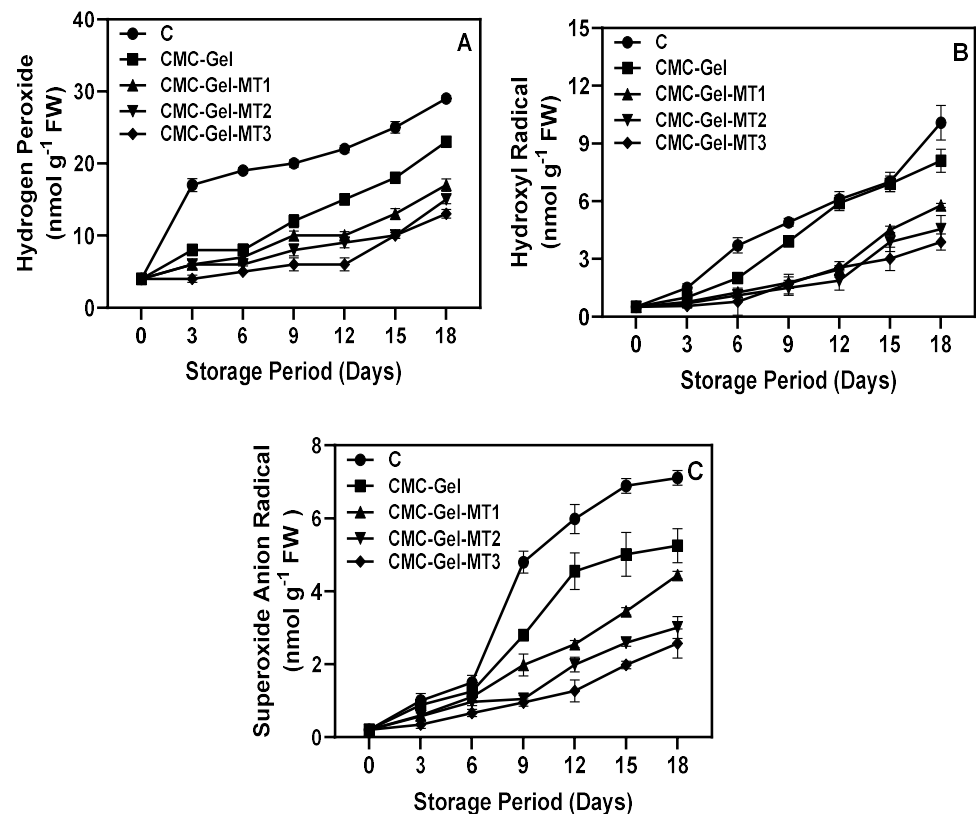 A
C
CMC-Gel
CMC-Gel-MT1
CMC-Gel-MT2
CMC-Gel-MT3
Hydrogen Peroxide
(nmol g⁻¹ FW)
40
30
20
10
0
0 3 6 9 12 15 18
Storage Period (Days)
B
C
CMC-Gel
CMC-Gel-MT1
CMC-Gel-MT2
CMC-Gel-MT3
Hydroxyl Radical
(nmol g⁻¹ FW)
15
12
9
6
3
0
0 3 6 9 12 15 18
Storage Period (Days)
C
C
CMC-Gel
CMC-Gel-MT1
CMC-Gel-MT2
CMC-Gel-MT3
Superoxide Anion Radical
(nmol g⁻¹ FW )
8
6
4
2
0
0 3 6 9 12 15 18
Storage Period (Days)